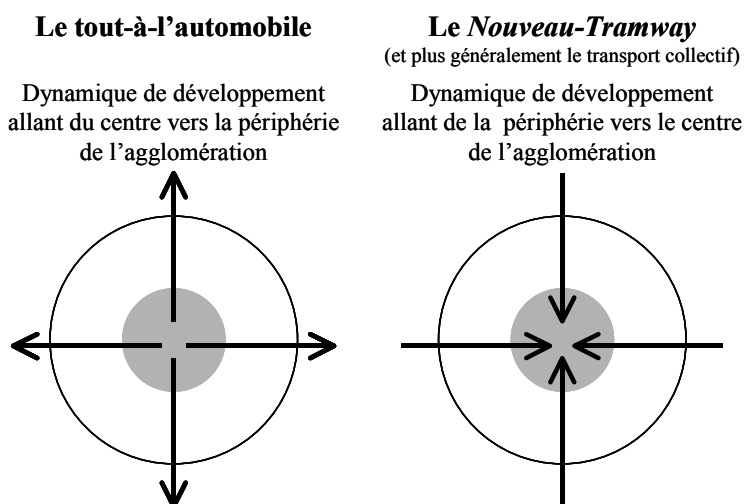 Le tout-à-l'automobile
Dynamique de développement
allant du centre vers la périphérie
de l'agglomération
Le Nouveau-Tramway
(et plus généralement le transport collectif)
Dynamique de développement
allant de la périphérie vers le centre
de l'agglomération